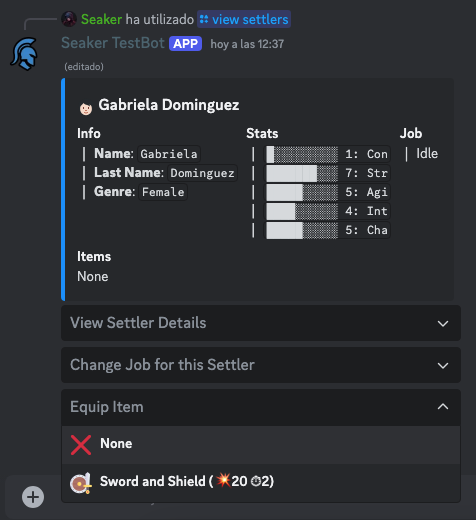 Seaker ha utilizado view settlers
Seaker TestBot APP hoy a las 12:37
(editado)
Gabriela Dominguez
Info
Name: Gabriela
Last Name: Dominguez
Genre: Female
Stats
1: Con
7: Str
5: Agi
4: Int
5: Cha
Job
Idle
Items
None
View Settler Details
Change Job for this Settler
Equip Item
None
Sword and Shield (💥20 ⏱2)